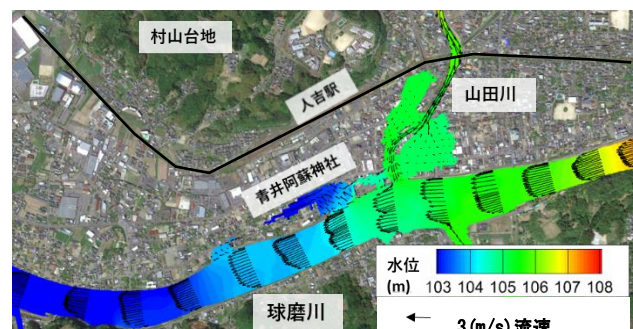 村山台地
人吉駅
山田川
青井阿蘇神社
球磨川
水位
(m)
103 104 105 106 107 108
3(m/s)流速